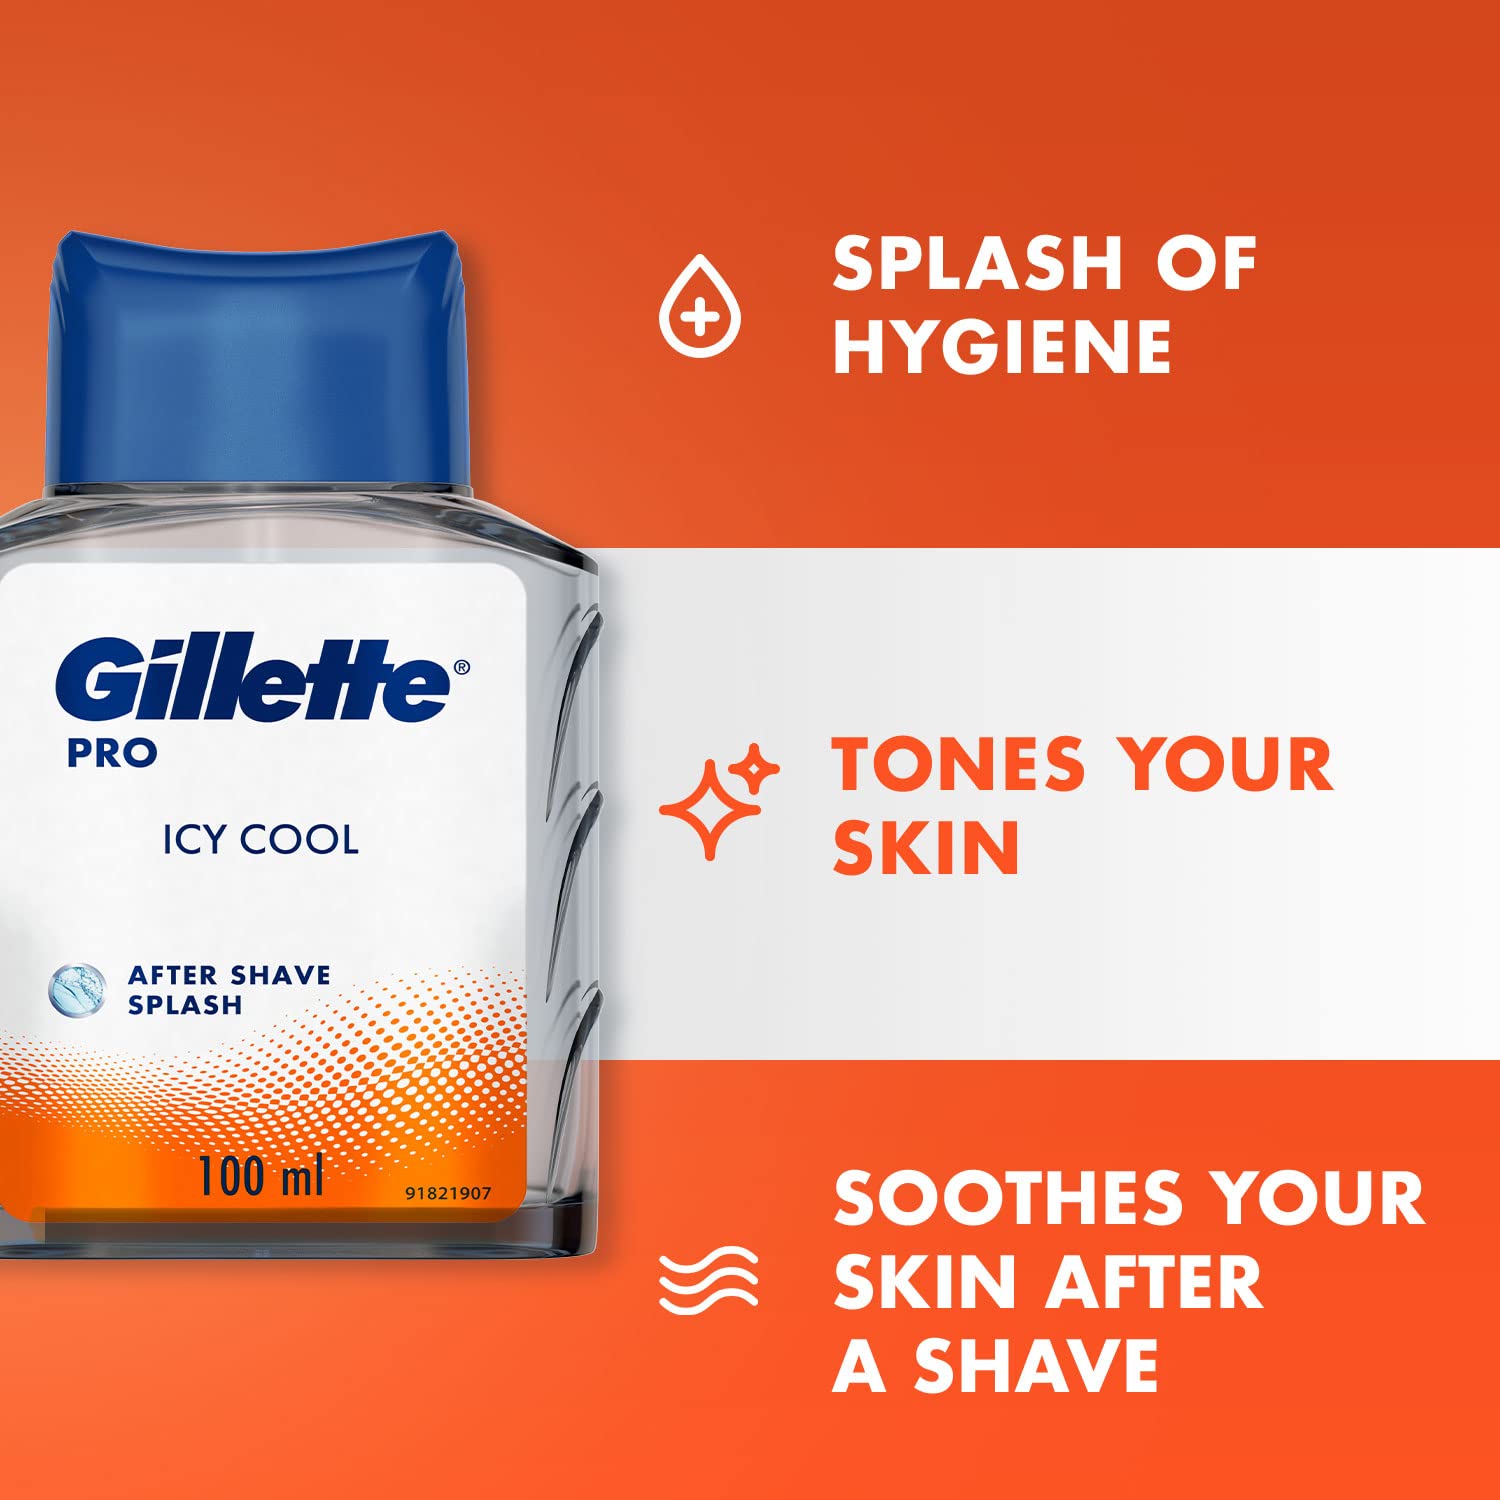 SPLASH OF
HYGIENE
Gillette®
PRO
ICY COOL
AFTER SHAVE
SPLASH
100 ml
91821907
TONES YOUR
SKIN
SOOTHES YOUR
SKIN AFTER
A SHAVE